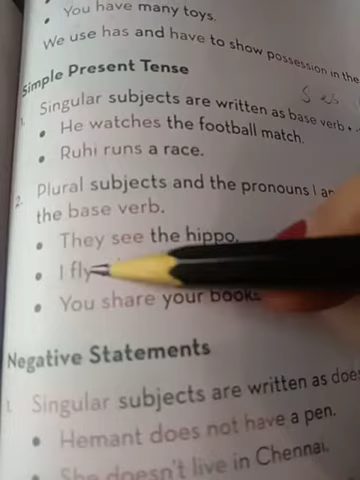 • You have many toys.
We use has and have to show possession in the
Simple Present Tense
1. Singular subjects are written as base verb +
• He watches the football match.
• Ruhi runs a race.
2. Plural subjects and the pronouns I
the base verb.
• They see the hippo.
• I fly
• You share your books
Negative Statements
1. Singular subjects are written as
• Hemant does not have a pen.
• She doesn't live in Chennai.